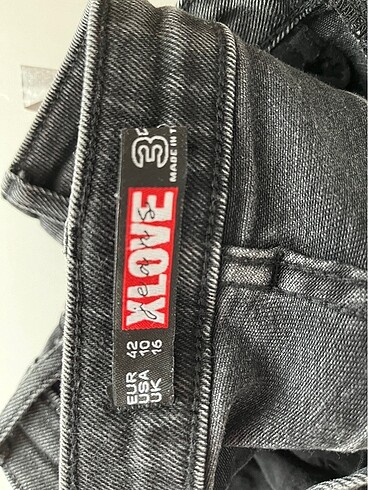 EUR 42
USA 10
UK 16
XLOVE
jeans
3
MADE IN T